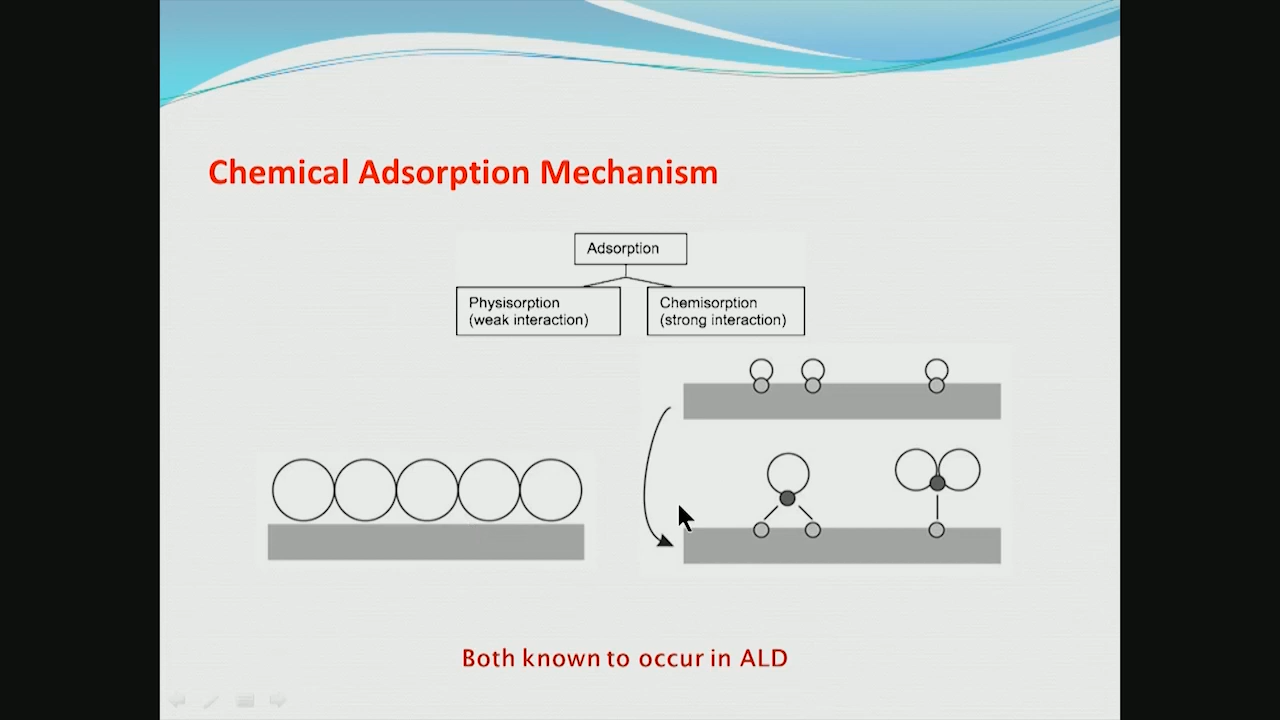 Chemical Adsorption Mechanism
Adsorption
Physisorption
(weak interaction)
Chemisorption
(strong interaction)
Both known to occur in ALD